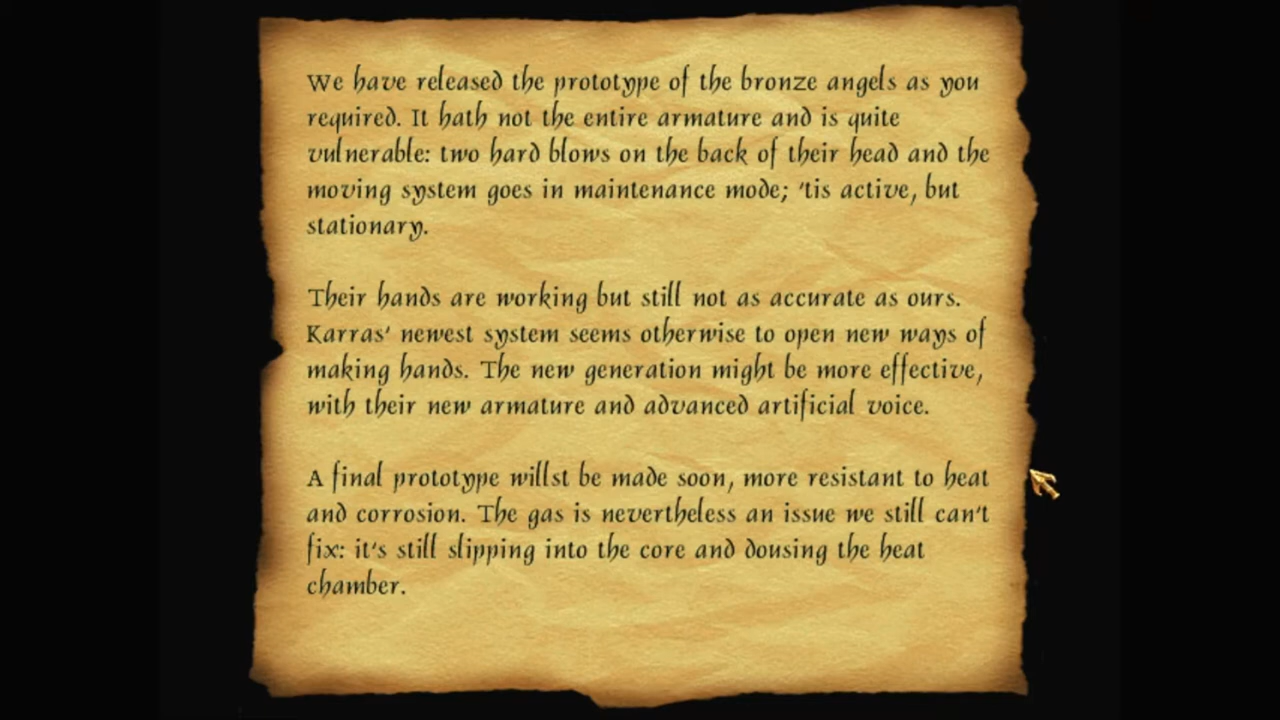 We have released the prototype of the bronze angels as you
required. It hath not the entire armature and is quite
vulnerable: two hard blows on the back of their head and the
moving system goes in maintenance mode; 'tis active, but
stationary.
Their hands are working but still not as accurate as ours.
Karras' newest system seems otherwise to open new ways of
making hands. The new generation might be more effective,
with their new armature and advanced artificial voice.
A final prototype willst be made soon, more resistant to heat
and corrosion. The gas is nevertheless an issue we still can't
fix: it's still slipping into the core and dousing the heat
chamber.